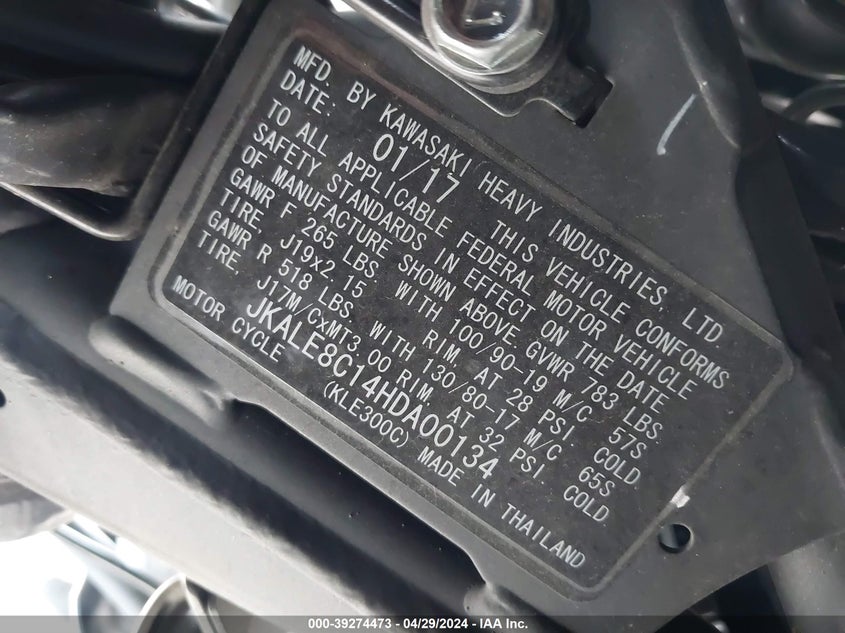 MFD. BY KAWASAKI HEAVY INDUSTRIES, LTD.
DATE: 01/17 THIS VEHICLE CONFORMS
TO ALL APPLICABLE FEDERAL MOTOR VEHICLE
SAFETY STANDARDS IN EFFECT ON THE DATE
OF MANUFACTURE SHOWN ABOVE. GVWR 783 LBS.
GAWR F 265 LBS WITH 100/90-19 M/C 57S
TIRE, J19x2.15 RIM, AT 28 PSI COLD.
GAWR R 518 LBS. WITH 130/80-17 M/C 65S
TIRE, J17M/CxMT3.00 RIM, AT 32 PSI COLD.
JKALE8C14HDA00134
MOTOR CYCLE (KLE300C) MADE IN THAILAND
000-39274473 - 04/29/2024 - IAA Inc.